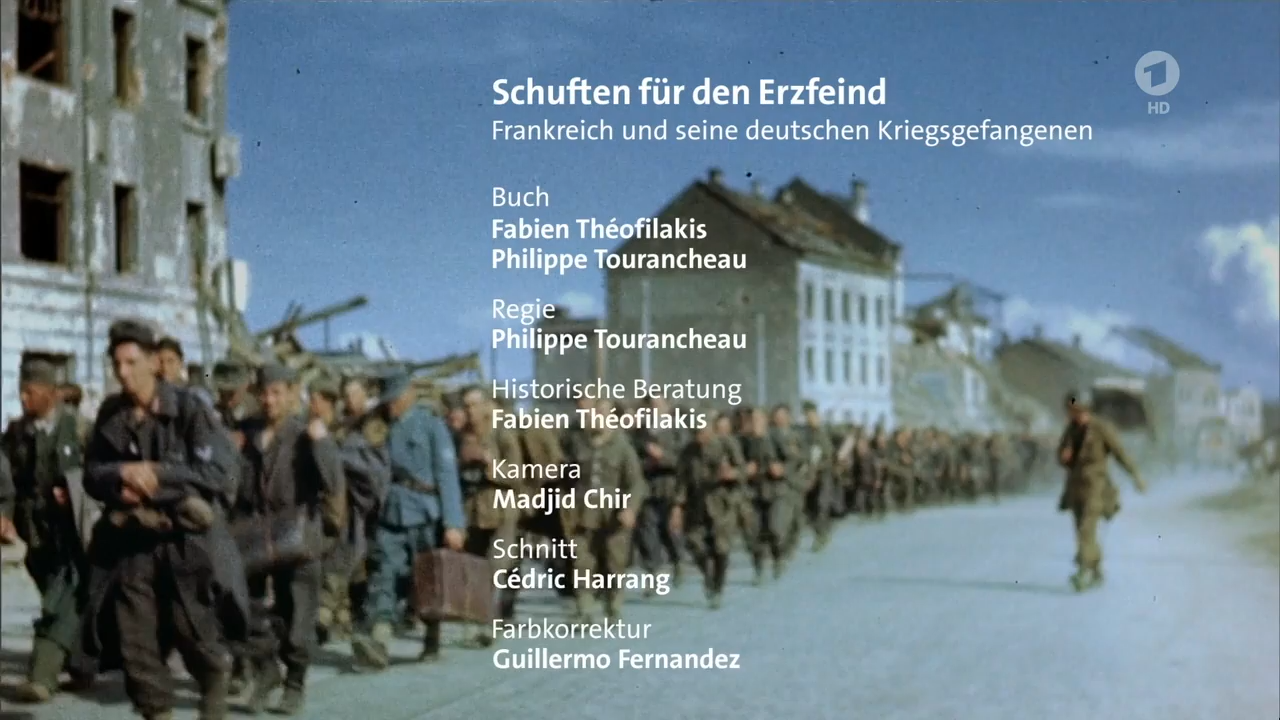 Schuften für den Erzfeind
Frankreich und seine deutschen Kriegsgefangenen
1
HD
Buch
Fabien Théofilakis
Philippe Tourancheau
Regie
Philippe Tourancheau
Historische Beratung
Fabien Théofilakis
Kamera
Madjid Chir
Schnitt
Cédric Harrang
Farbkorrektur
Guillermo Fernandez